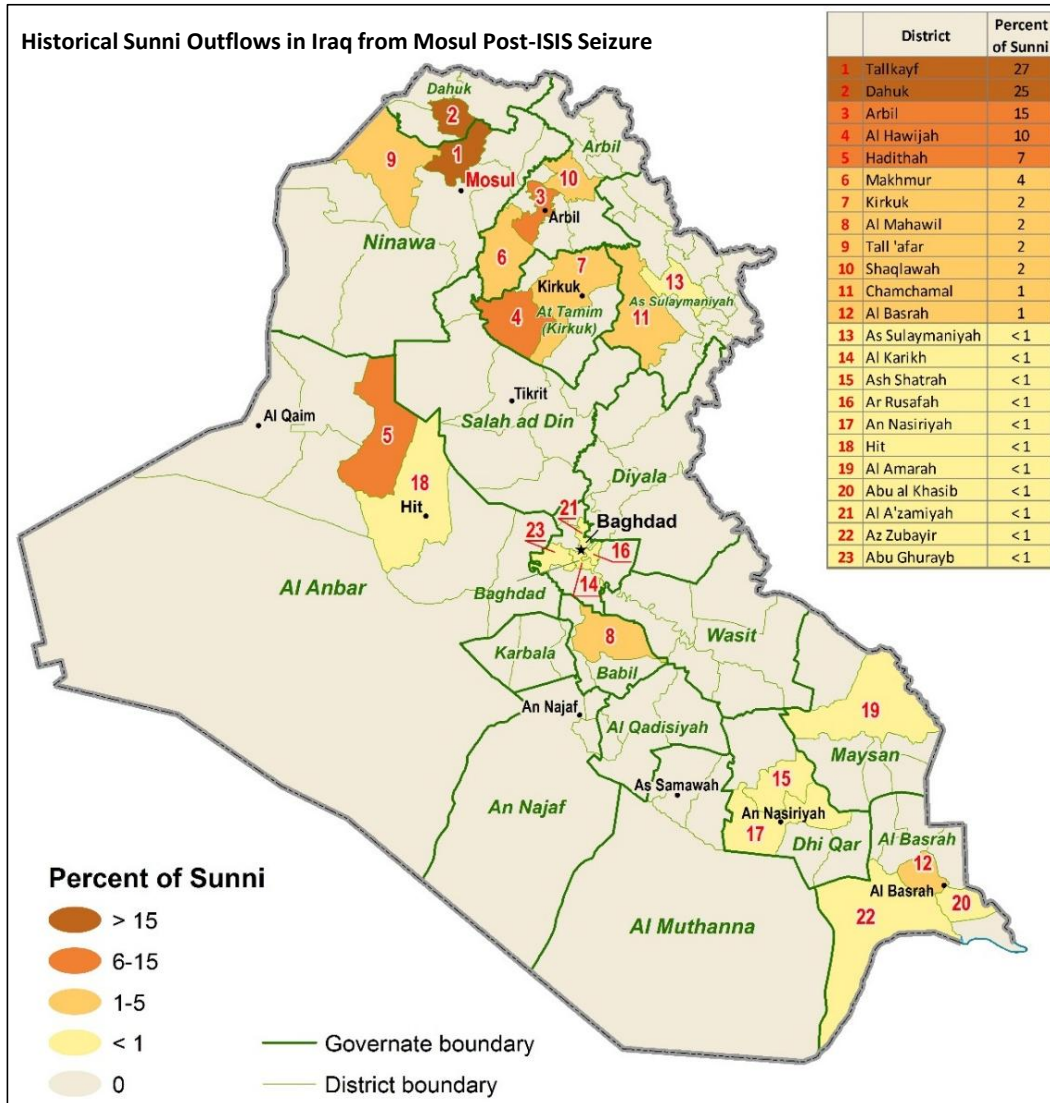 Historical Sunni Outflows in Iraq from Mosul Post-ISIS Seizure
District Percent of Sunni
1 Tallkayf 27
2 Dahuk 25
3 Arbil 15
4 Al Hawijah 10
5 Hadithah 7
6 Makhmur 4
7 Kirkuk 2
8 Al Mahawil 2
9 Tall 'afar 2
10 Shaqlawah 2
11 Chamchamal 1
12 Al Basrah 1
13 As Sulaymaniyah < 1
14 Al Karikh < 1
15 Ash Shatrah < 1
16 Ar Rusafah < 1
17 An Nasiriyah < 1
18 Hit < 1
19 Al Amarah < 1
20 Abu al Khasib < 1
21 Al A'zamiyah < 1
22 Az Zubayir < 1
23 Abu Ghurayb < 1
Dahuk
2
1
9
Mosul
Arbil
10
3
Arbil
Ninawa
6
7
Kirkuk
13
As Sulaymaniyah
4
At Tamim
(Kirkuk)
11
Tikrit
Al Qaim
Salah ad Din
5
18
Diyala
Hit
21
Baghdad
23
16
Al Anbar
Baghdad
14
8
Wasit
Karbala
Babil
An Najaf
Al Qadisiyah
19
Maysan
As Samawah
15
An Najaf
An Nasiriyah
17
Dhi Qar
Al Basrah
12
Al Basrah
20
22
Al Muthanna
Percent of Sunni
> 15
6-15
1-5
< 1
0
Governate boundary
District boundary